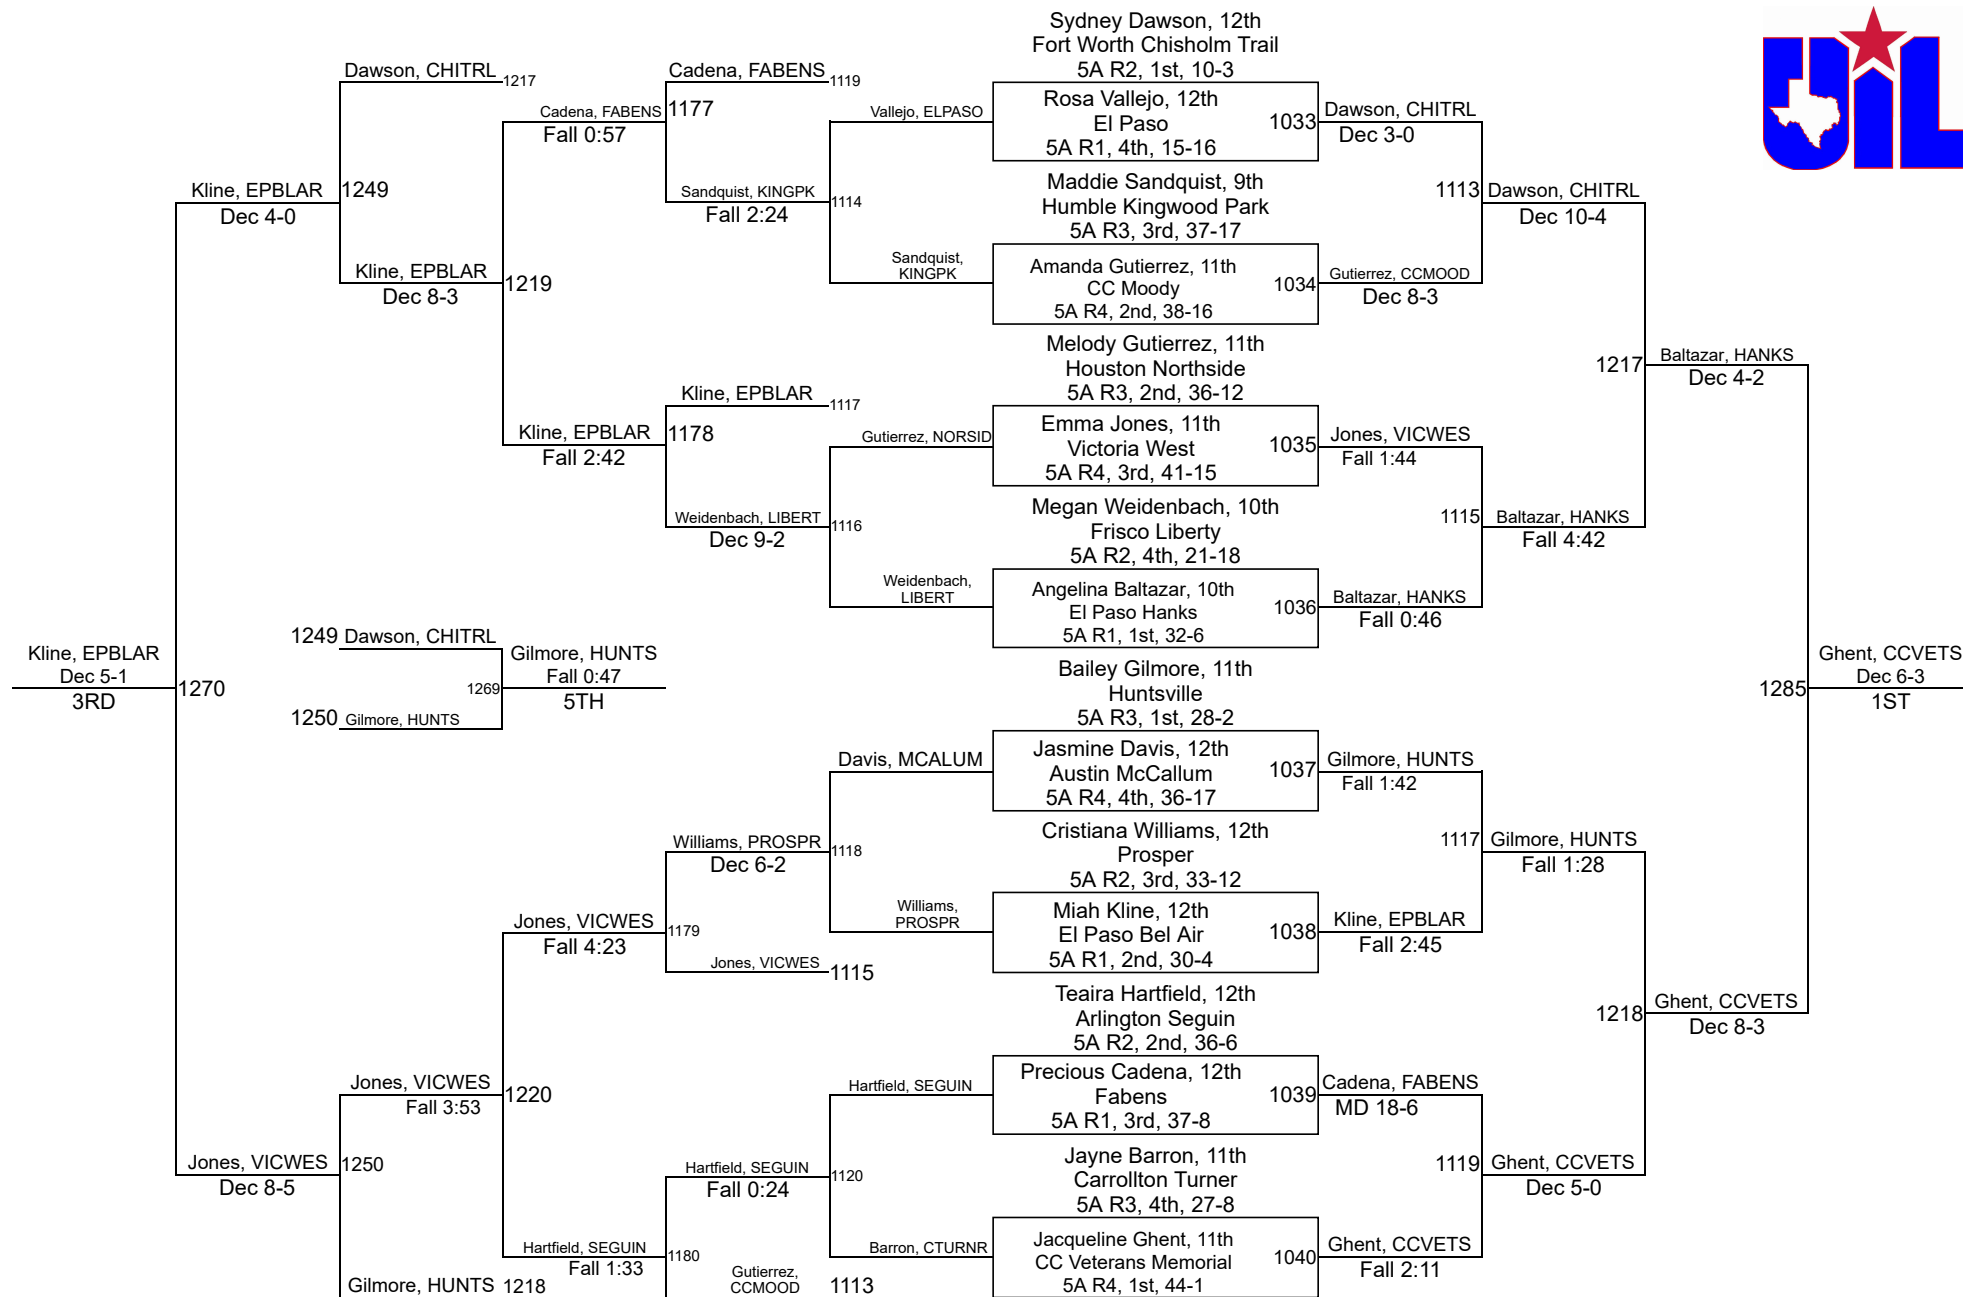 Sydney Dawson, 12th
Fort Worth Chisholm Trail
5A R2, 1st, 10-3
UIL
Dawson, CHITRL 1217
Cadena, FABENS 1119
Cadena, FABENS 1177
Fall 0:57
Vallejo, ELPASO
Rosa Vallejo, 12th
El Paso
5A R1, 4th, 15-16
1033
Dawson, CHITRL
Dec 3-0
Kline, EPBLAR 1249
Dec 4-0
Sandquist, KINGPK 1114
Fall 2:24
Maddie Sandquist, 9th
Humble Kingwood Park
5A R3, 3rd, 37-17
1113 Dawson, CHITRL
Dec 10-4
Kline, EPBLAR 1219
Dec 8-3
Sandquist,
KINGPK
Amanda Gutierrez, 11th
CC Moody
5A R4, 2nd, 38-16
1034
Gutierrez, CCMOOD
Dec 8-3
Melody Gutierrez, 11th
Houston Northside
5A R3, 2nd, 36-12
1217 Baltazar, HANKS
Dec 4-2
Kline, EPBLAR 1117
Kline, EPBLAR 1178
Fall 2:42
Gutierrez, NORSID
Emma Jones, 11th
Victoria West
5A R4, 3rd, 41-15
1035
Jones, VICWES
Fall 1:44
Weidenbach, LIBERT 1116
Dec 9-2
Megan Weidenbach, 10th
Frisco Liberty
5A R2, 4th, 21-18
1115 Baltazar, HANKS
Fall 4:42
Weidenbach,
LIBERT
Angelina Baltazar, 10th
El Paso Hanks
5A R1, 1st, 32-6
1036
Baltazar, HANKS
Fall 0:46
Kline, EPBLAR
Dec 5-1
3RD
1270
1249 Dawson, CHITRL
1250 Gilmore, HUNTS
1269
Gilmore, HUNTS
Fall 0:47
5TH
Bailey Gilmore, 11th
Huntsville
5A R3, 1st, 28-2
1285
Ghent, CCVETS
Dec 6-3
1ST
Davis, MCALUM
Jasmine Davis, 12th
Austin McCallum
5A R4, 4th, 36-17
1037
Gilmore, HUNTS
Fall 1:42
Williams, PROSPR 1118
Dec 6-2
Cristiana Williams, 12th
Prosper
5A R2, 3rd, 33-12
1117 Gilmore, HUNTS
Fall 1:28
Jones, VICWES 1179
Fall 4:23
Williams,
PROSPR
Miah Kline, 12th
El Paso Bel Air
5A R1, 2nd, 30-4
1038
Kline, EPBLAR
Fall 2:45
Jones, VICWES 1115
Teaira Hartfield, 12th
Arlington Seguin
5A R2, 2nd, 36-6
1218 Ghent, CCVETS
Dec 8-3
Jones, VICWES 1220
Fall 3:53
Hartfield, SEGUIN
Precious Cadena, 12th
Fabens
5A R1, 3rd, 37-8
1039
Cadena, FABENS
MD 18-6
Jones, VICWES 1250
Dec 8-5
Hartfield, SEGUIN 1120
Fall 0:24
Jayne Barron, 11th
Carrollton Turner
5A R3, 4th, 27-8
1119 Ghent, CCVETS
Dec 5-0
Hartfield, SEGUIN 1180
Fall 1:33
Barron, CTURNR
Jacqueline Ghent, 11th
CC Veterans Memorial
5A R4, 1st, 44-1
1040
Ghent, CCVETS
Fall 2:11
Gilmore, HUNTS 1218
Gutierrez,
CCMOOD
1113